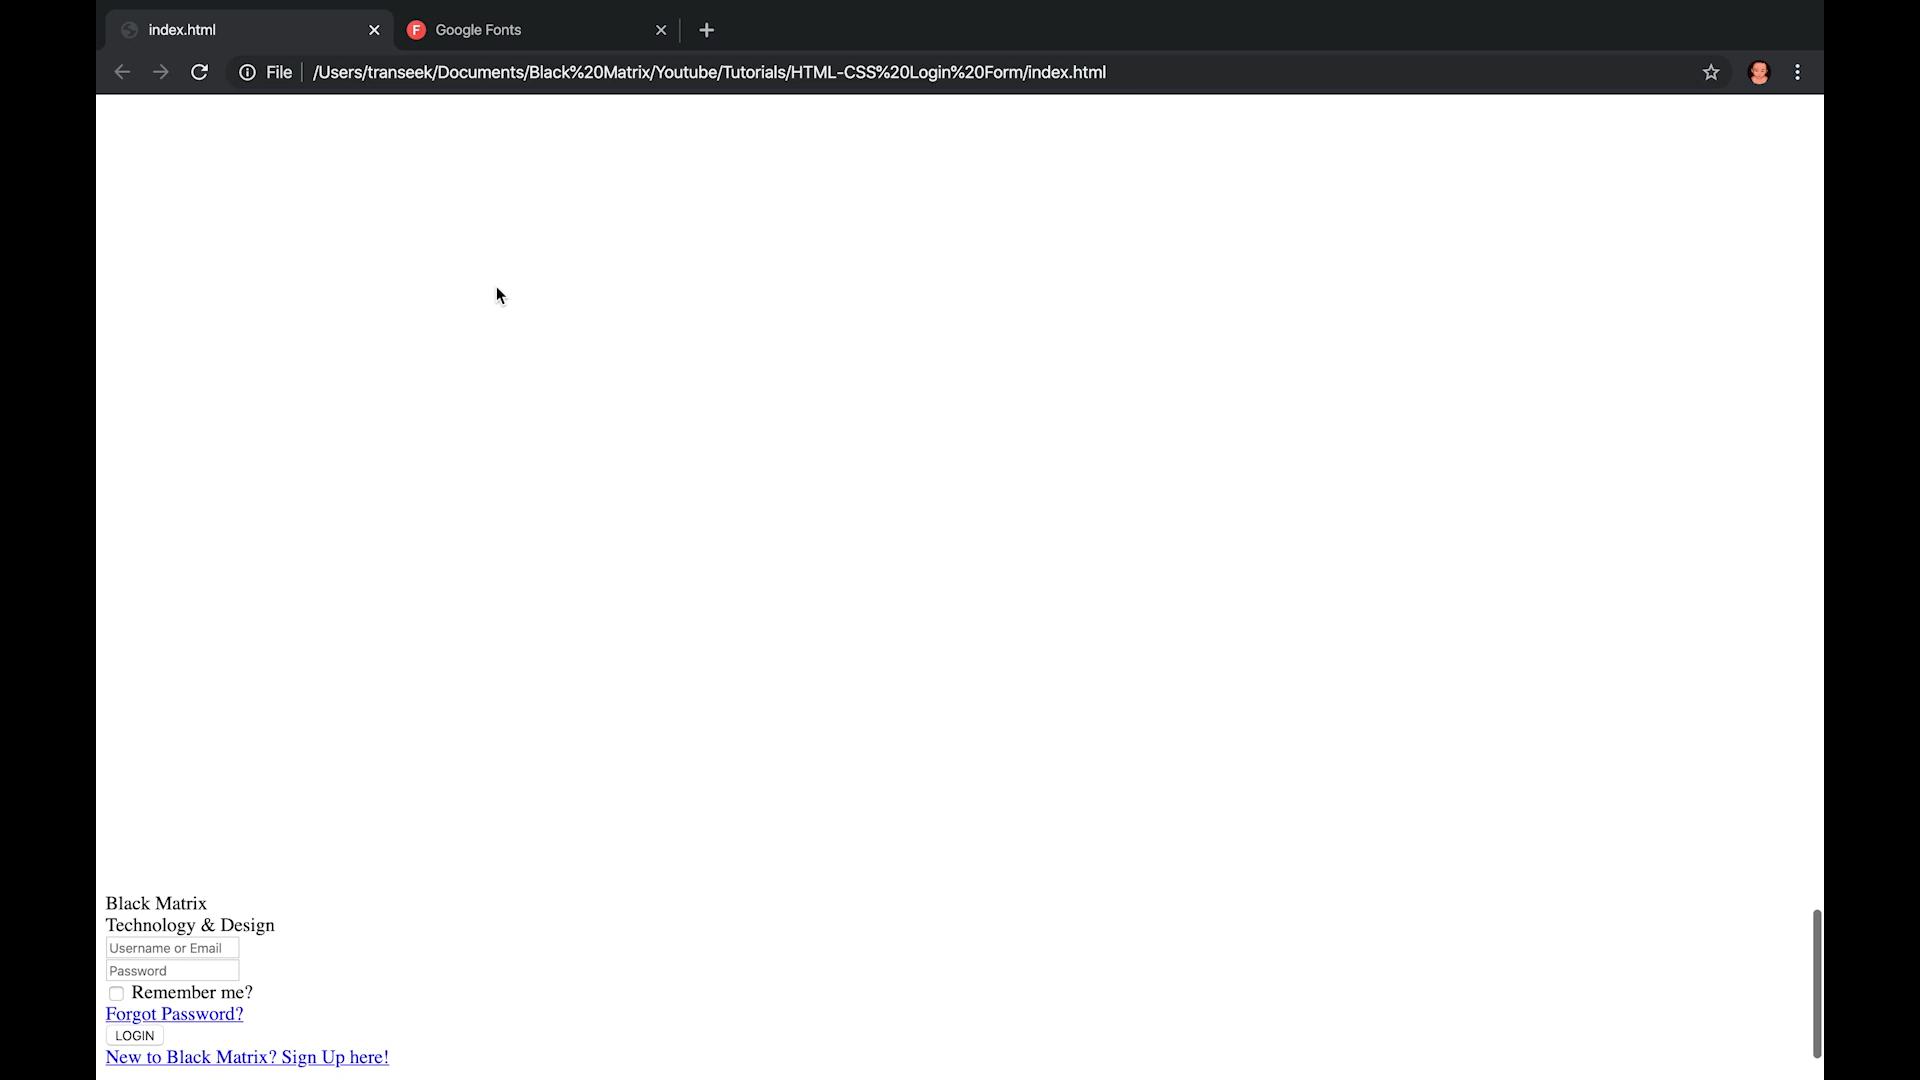 index.html
F Google Fonts
File /Users/transeek/Documents/Black%20Matrix/Youtube/Tutorials/HTML-CSS%20Login%20Form/index.html
Black Matrix
Technology & Design
Username or Email
Password
Remember me?
Forgot Password?
LOGIN
New to Black Matrix? Sign Up here!